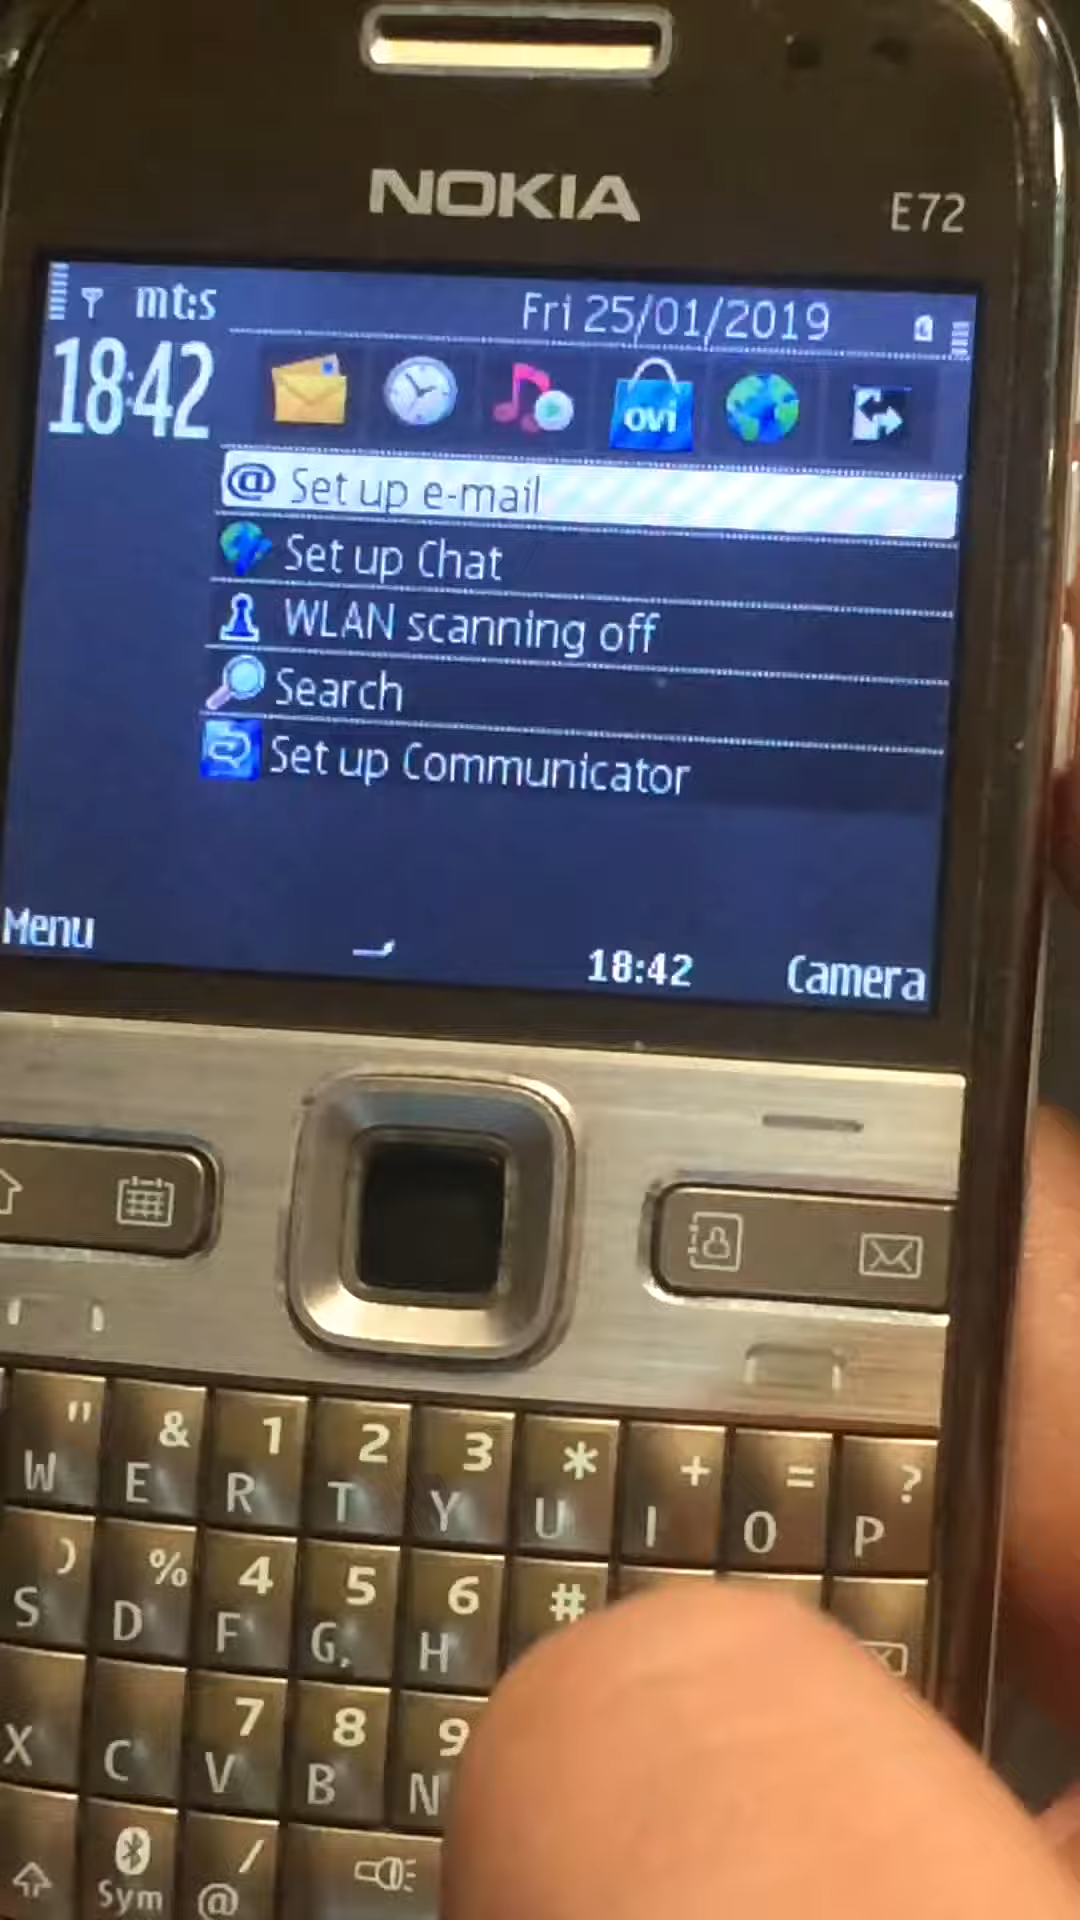 NOKIA
E72
mt:s
Fri 25/01/2019
18:42
ovi
@ Set up e-mail
Set up Chat
WLAN scanning off
Search
Set up Communicator
Menu
18:42
Camera
" & 1 2 3 * + = ?
W E R T Y U I O P
) % 4 5 6 #
S D F G, H
7 8 9
X C V B N
/
Sym @